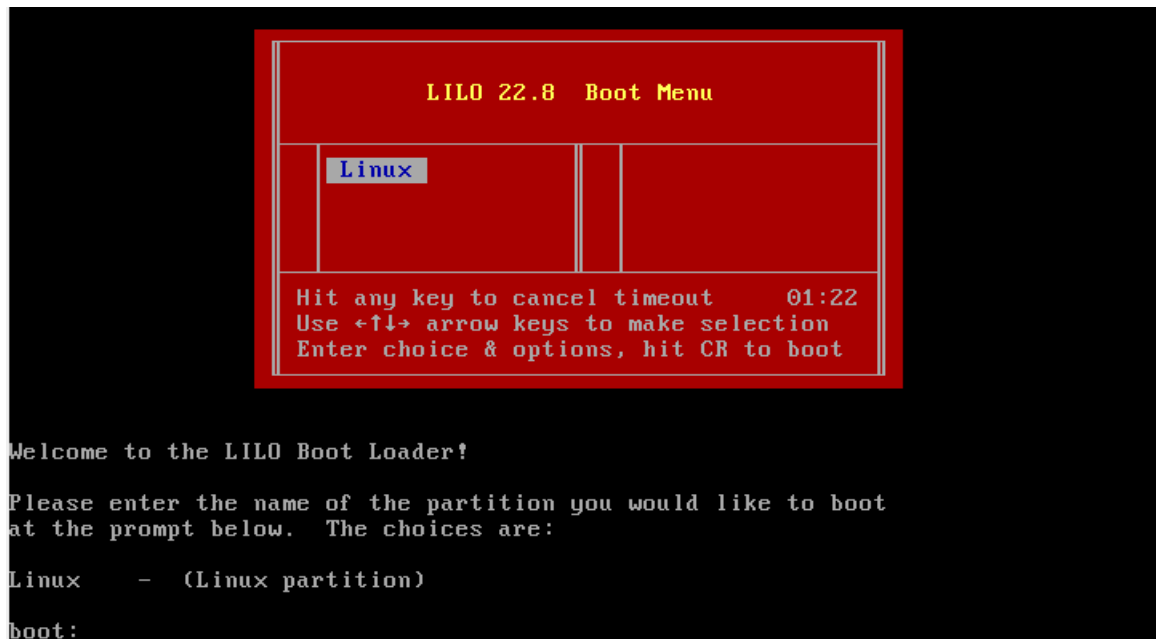 LILO 22.8  Boot Menu
Linux
Hit any key to cancel timeout     01:22
Use ←↑↓→ arrow keys to make selection
Enter choice & options, hit CR to boot
Welcome to the LILO Boot Loader!
Please enter the name of the partition you would like to boot
at the prompt below.  The choices are:
Linux    -  (Linux partition)
boot: